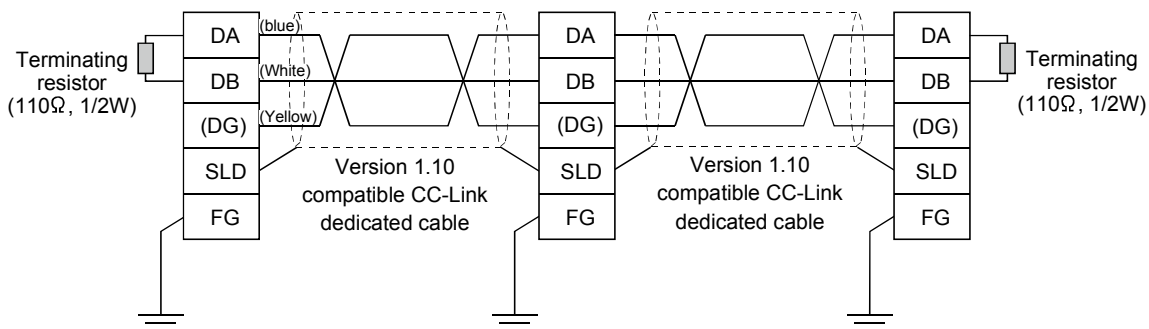 DA
DB
(DG)
SLD
FG
(blue)
(White)
(Yellow)
Terminating
resistor
(110Ω, 1/2W)
Version 1.10
compatible CC-Link
dedicated cable
DA
DB
(DG)
SLD
FG
Version 1.10
compatible CC-Link
dedicated cable
DA
DB
(DG)
SLD
FG
Terminating
resistor
(110Ω, 1/2W)